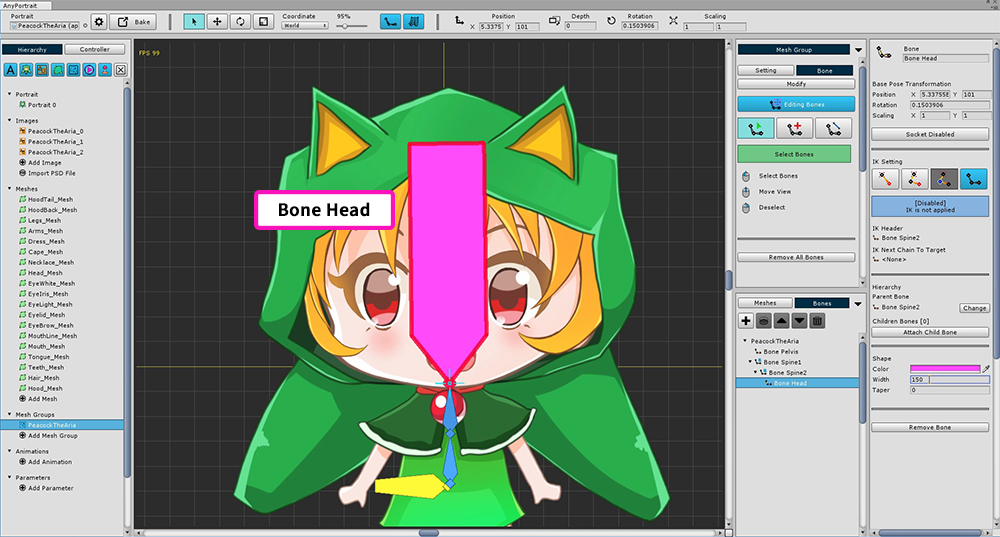 AnyPortrait
Portrait
PeacockTheAria (ap
Bake
Coordinate
World
95%
Position
X 5.3375 Y 101
Depth
0
Rotation
0.1503906
Scaling
1 1
Hierarchy
Controller
Portrait
Portrait 0
Images
PeacockTheAria_0
PeacockTheAria_1
PeacockTheAria_2
Add Image
Import PSD File
Meshes
HoodTail_Mesh
HoodBack_Mesh
Legs_Mesh
Arms_Mesh
Dress_Mesh
Cape_Mesh
Necklace_Mesh
Head_Mesh
EyeWhite_Mesh
EyeIris_Mesh
EyeLight_Mesh
Eyelid_Mesh
EyeBrow_Mesh
MouthLine_Mesh
Mouth_Mesh
Tongue_Mesh
Teeth_Mesh
Hair_Mesh
Hood_Mesh
Add Mesh
Mesh Groups
PeacockTheAria
Add Mesh Group
Animations
Add Animation
Parameters
Add Parameter
FPS 99
Bone Head
Mesh Group
Setting
Bone
Modify
Editing Bones
Select Bones
Select Bones
Move View
Deselect
Remove All Bones
Meshes
Bones
PeacockTheAria
Bone Pelvis
Bone Spine1
Bone Spine2
Bone Head
Bone
Bone Head
Base Pose Transformation
Position X 5.33755E Y 101
Rotation 0.1503906
Scaling X 1 Y 1
Socket Disabled
IK Setting
[Disabled]
IK is not applied
IK Header
Bone Spine2
IK Next Chain To Target
<None>
Hierarchy
Parent Bone
Bone Spine2
Change
Children Bones [0]
Attach Child Bone
Shape
Color
Width 150
Taper 0
Remove Bone